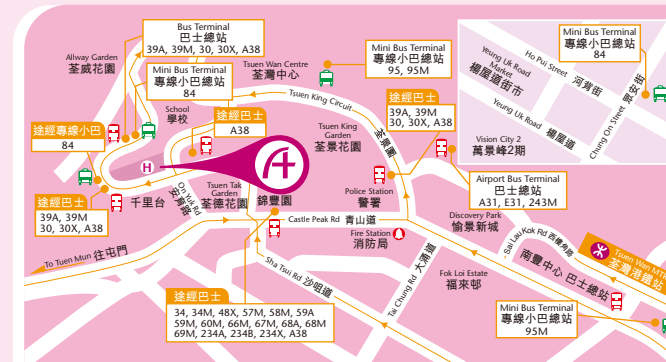 Bus Terminal
巴士總站
39A, 39M, 30, 30X, A38
Allway Garden
荃威花園
Mini Bus Terminal
專線小巴總站
84
School
學校
途經專線小巴
84
途經巴士
A38
途經巴士
39A, 39M
30, 30X, A38
H
千里台
On Yuk Rd
安育路
Tsuen Tak
Garden
荃德花園
錦豐園
Tsuen Wan Centre
荃灣中心
Mini Bus Terminal
專線小巴總站
95, 95M
Tsuen King Circuit
荃景圍
Tsuen King
Garden
荃景花園
途經巴士
39A, 39M
30, 30X, A38
Police Station
警署
Castle Peak Rd 青山道
Fire Station
消防局
To Tuen Mun 往屯門
Sha Tsui Rd 沙咀道
途經巴士
34, 34M, 48X, 57M, 58M, 59A
59M, 60M, 66M, 67M, 68A, 68M
69M, 234A, 234B, 234X, A38
Tai Chung Rd 大涌道
Fok Loi Estate
福來邨
Yeung Uk Road
Market
楊屋道街市
Ho Pui Street 河背街
Mini Bus Terminal
專線小巴總站
84
Yeung Uk Road 楊屋道
Chung On Street 眾安街
Vision City 2
萬景峰2期
Airport Bus Terminal
巴士總站
A31, E31, 243M
Discovery Park
愉景新城
Sai Lau Kok Rd 西樓角路
Tsuen Wan MTR
荃灣港鐵站
南豐中心 巴士總站
Mini Bus Terminal
專線小巴總站
95M